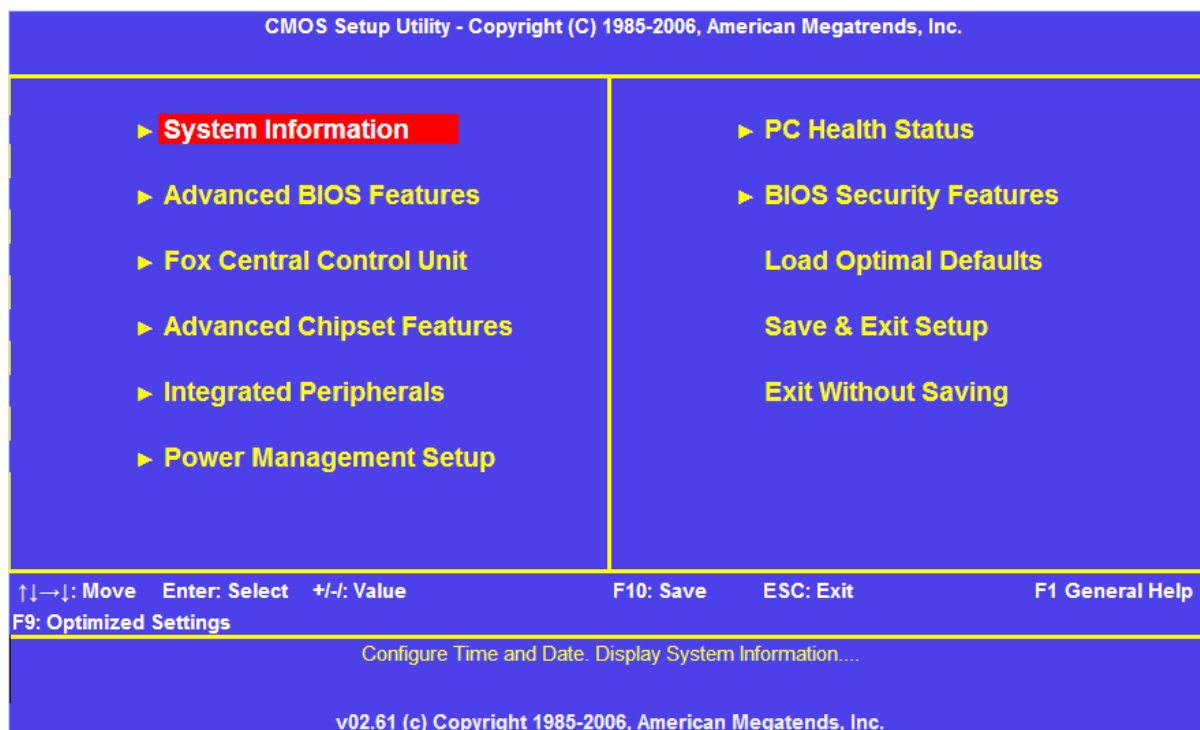 CMOS Setup Utility - Copyright (C) 1985-2006, American Megatrends, Inc.
► System Information
► Advanced BIOS Features
► Fox Central Control Unit
► Advanced Chipset Features
► Integrated Peripherals
► Power Management Setup
► PC Health Status
► BIOS Security Features
Load Optimal Defaults
Save & Exit Setup
Exit Without Saving
↑↓→↓: Move Enter: Select +/-/: Value F10: Save ESC: Exit F1 General Help
F9: Optimized Settings
Configure Time and Date. Display System Information....
v02.61 (c) Copyright 1985-2006, American Megatends, Inc.